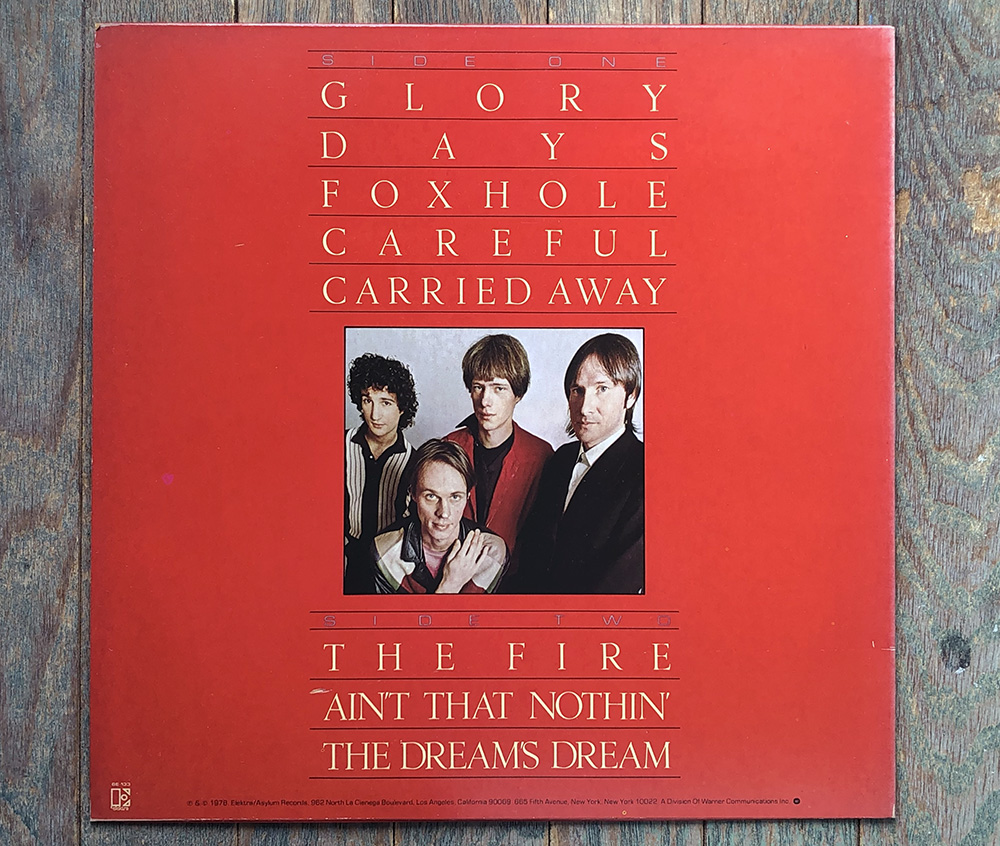 SIDE ONE
GLORY
DAYS
FOXHOLE
CAREFUL
CARRIED AWAY
SIDE TWO
THE FIRE
AIN'T THAT NOTHIN'
THE DREAM'S DREAM
6E-133
℗ & © 1978, Elektra/Asylum Records, 962 North La Cienega Boulevard, Los Angeles, California 90069. 665 Fifth Avenue, New York, New York 10022. A Division Of Warner Communications Inc.